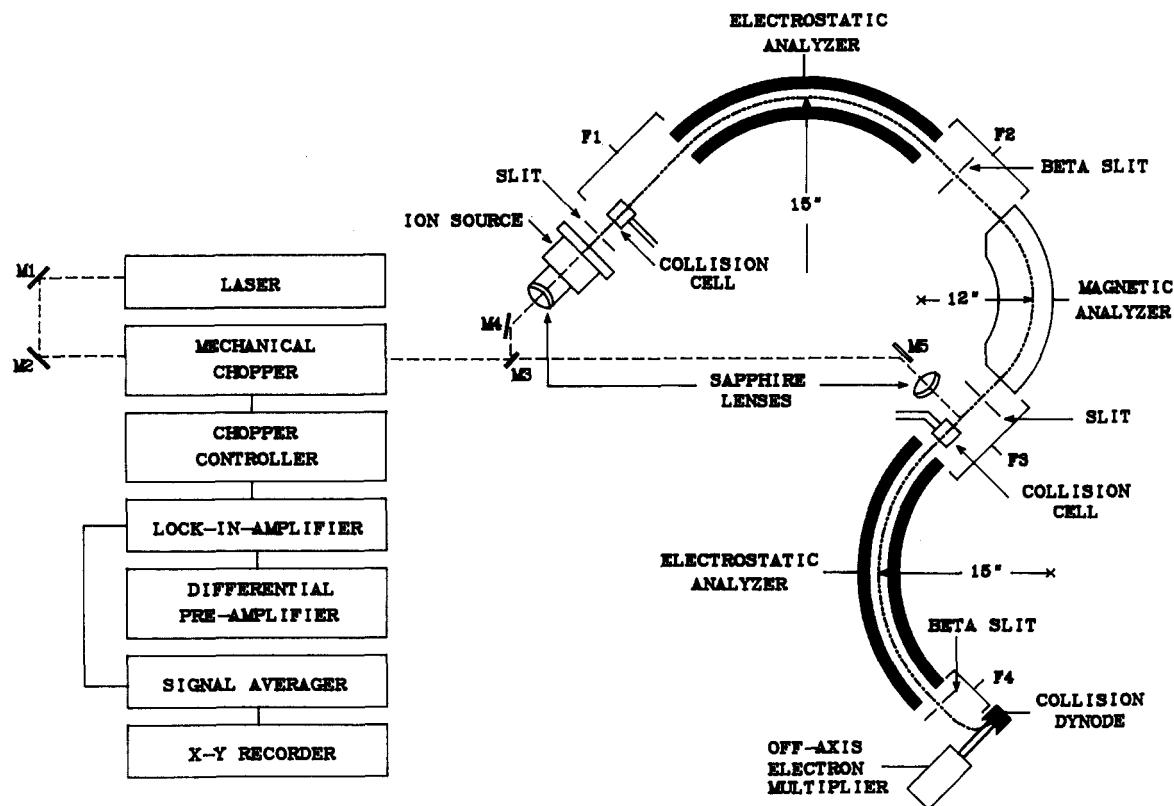 ELECTROSTATIC
ANALYZER
F1
F2
SLIT
BETA SLIT
ION SOURCE
15"
M1
LASER
COLLISION
CELL
12"
MAGNETIC
ANALYZER
M4
M2
MECHANICAL
CHOPPER
M3
M5
SAPPHIRE
LENSES
SLIT
CHOPPER
CONTROLLER
F3
COLLISION
CELL
LOCK-IN-AMPLIFIER
ELECTROSTATIC
ANALYZER
15"
DIFFERENTIAL
PRE-AMPLIFIER
BETA SLIT
F4
SIGNAL AVERAGER
COLLISION
DYNODE
X-Y RECORDER
OFF-AXIS
ELECTRON
MULTIPLIER